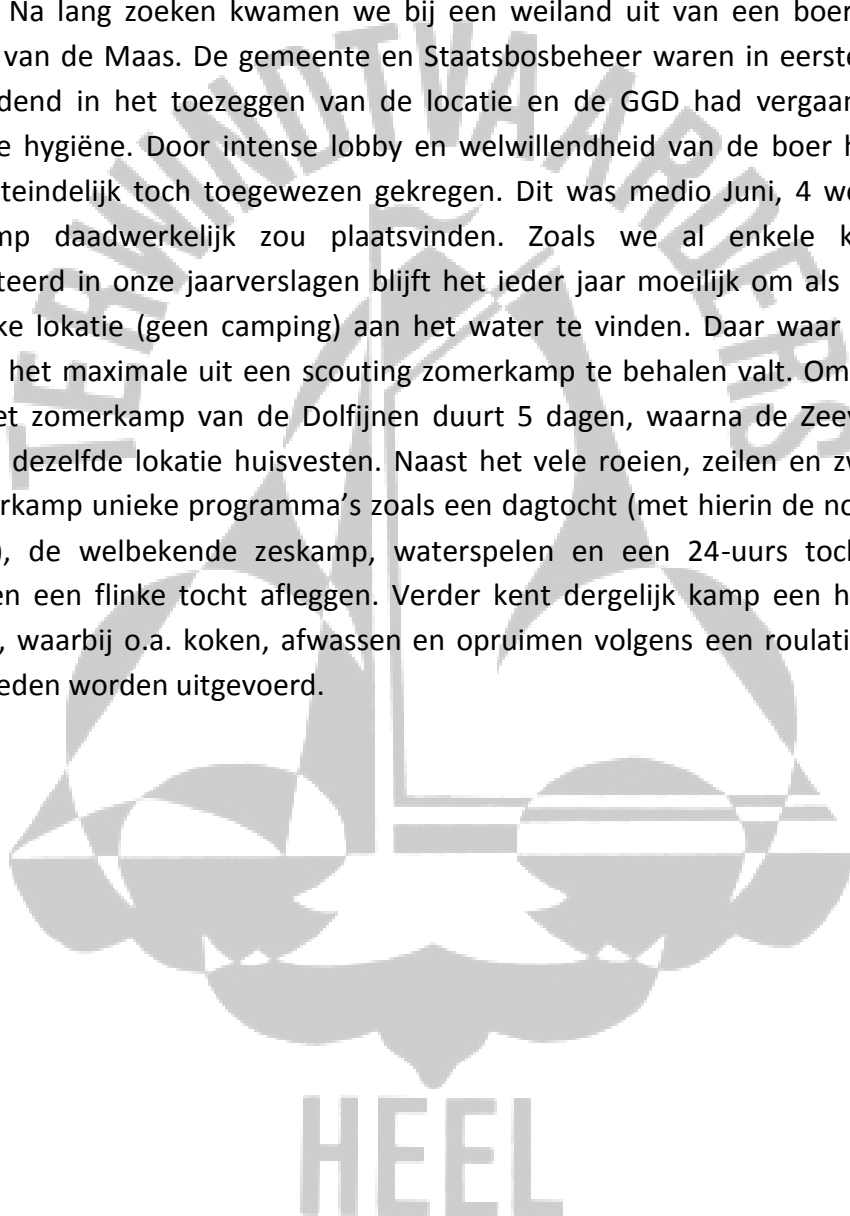 Na lang zoeken kwamen we bij een weiland uit van een boer
van de Maas. De gemeente en Staatsbosbeheer waren in eerste
dend in het toezeggen van de locatie en de GGD had vergaan
e hygiëne. Door intense lobby en welwillendheid van de boer h
teindelijk toch toegewezen gekregen. Dit was medio Juni, 4 we
mp daadwerkelijk zou plaatsvinden. Zoals we al enkele k
teerd in onze jaarverslagen blijft het ieder jaar moeilijk om als
ke lokatie (geen camping) aan het water te vinden. Daar waar
het maximale uit een scouting zomerkamp te behalen valt. Om
et zomerkamp van de Dolfijnen duurt 5 dagen, waarna de Zeev
dezelfde lokatie huisvesten. Naast het vele roeien, zeilen en zw
rkamp unieke programma’s zoals een dagtocht (met hierin de no
), de welbekende zeskamp, waterspelen en een 24-uurs toch
en een flinke tocht afleggen. Verder kent dergelijk kamp een h
, waarbij o.a. koken, afwassen en opruimen volgens een roulati
eden worden uitgevoerd.
TERWINDTVAARDERS
HEEL